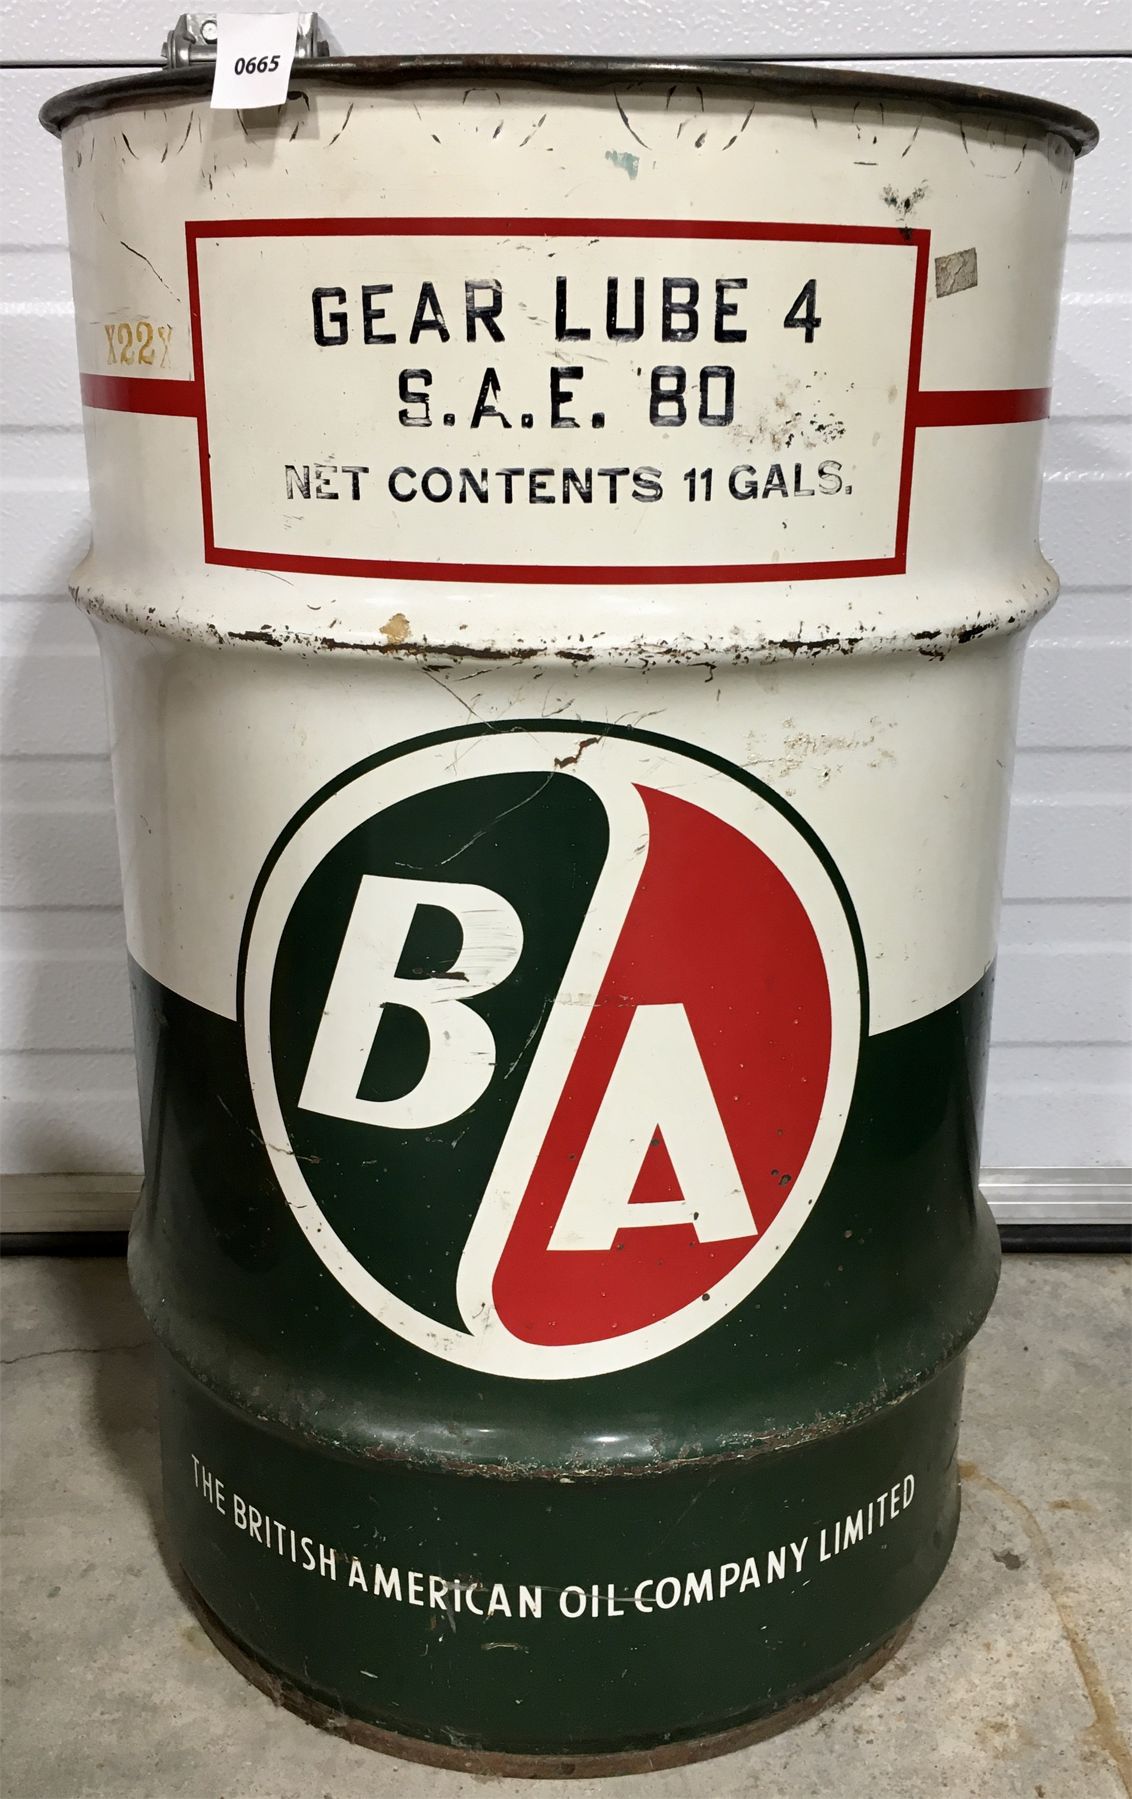 0665
GEAR LUBE 4
S.A.E. 80
X22X
NET CONTENTS 11 GALS.
B
A
THE BRITISH AMERICAN OIL COMPANY LIMITED